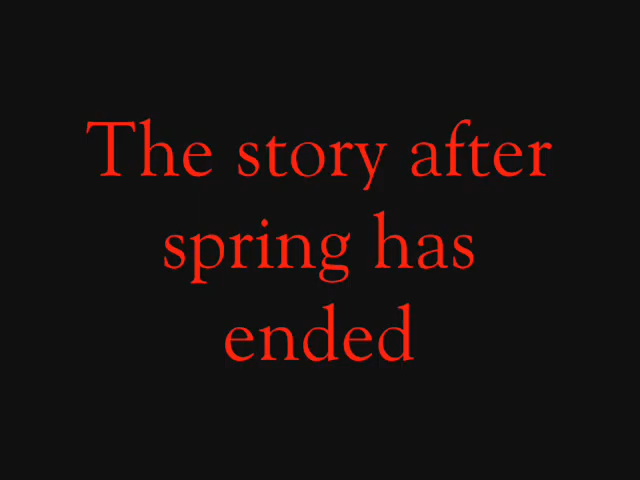 The story after
spring has
ended